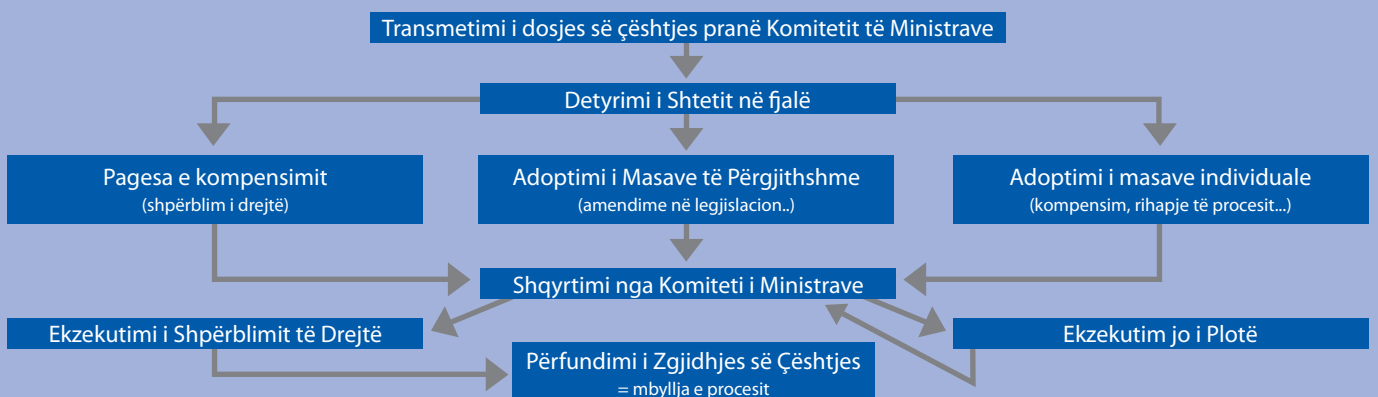 Transmetimi i dosjes së çështjes pranë Komitetit të Ministrave
Detyrimi i Shtetit në fjalë
Pagesa e kompensimit
(shpërblim i drejtë)
Adoptimi i Masave të Përgjithshme
(amendime në legjislacion..)
Adoptimi i masave individuale
(kompensim, rihapje të procesit...)
Shqyrtimi nga Komiteti i Ministrave
Ekzekutimi i Shpërblimit të Drejtë
Ekzekutim jo i Plotë
Përfundimi i Zgjidhjes së Çështjes
= mbyllja e procesit